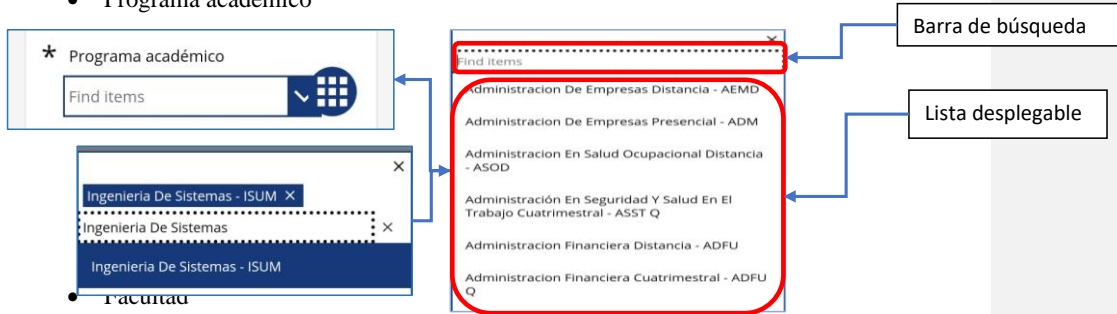 Programa académico
* Programa académico
Find items
Ingenieria De Sistemas - ISUM ×
Ingenieria De Sistemas ×
Ingenieria De Sistemas - ISUM
Facultad
Find items
Administracion De Empresas Distancia - AEMD
Administracion De Empresas Presencial - ADM
Administracion En Salud Ocupacional Distancia
- ASOD
Administración En Seguridad Y Salud En El
Trabajo Cuatrimestral - ASST Q
Administracion Financiera Distancia - ADFU
Administracion Financiera Cuatrimestral - ADFU
Q
Barra de búsqueda
Lista desplegable